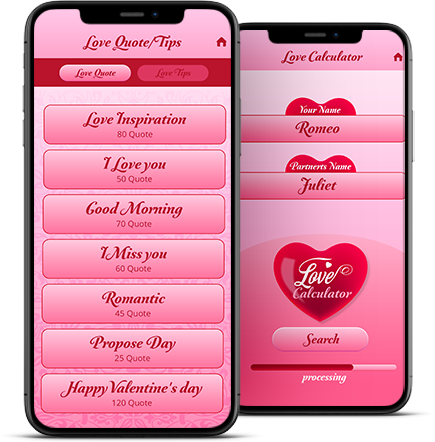 Love Quote/Tips
Love Quote
Love Tips
Love Inspiration
80 Quote
I Love you
50 Quote
Good Morning
70 Quote
I Miss you
60 Quote
Romantic
45 Quote
Propose Day
25 Quote
Happy Valentine's day
120 Quote
Love Calculator
Your Name
Romeo
Partnerts Name
Juliet
Love
Calculator
Search
processing